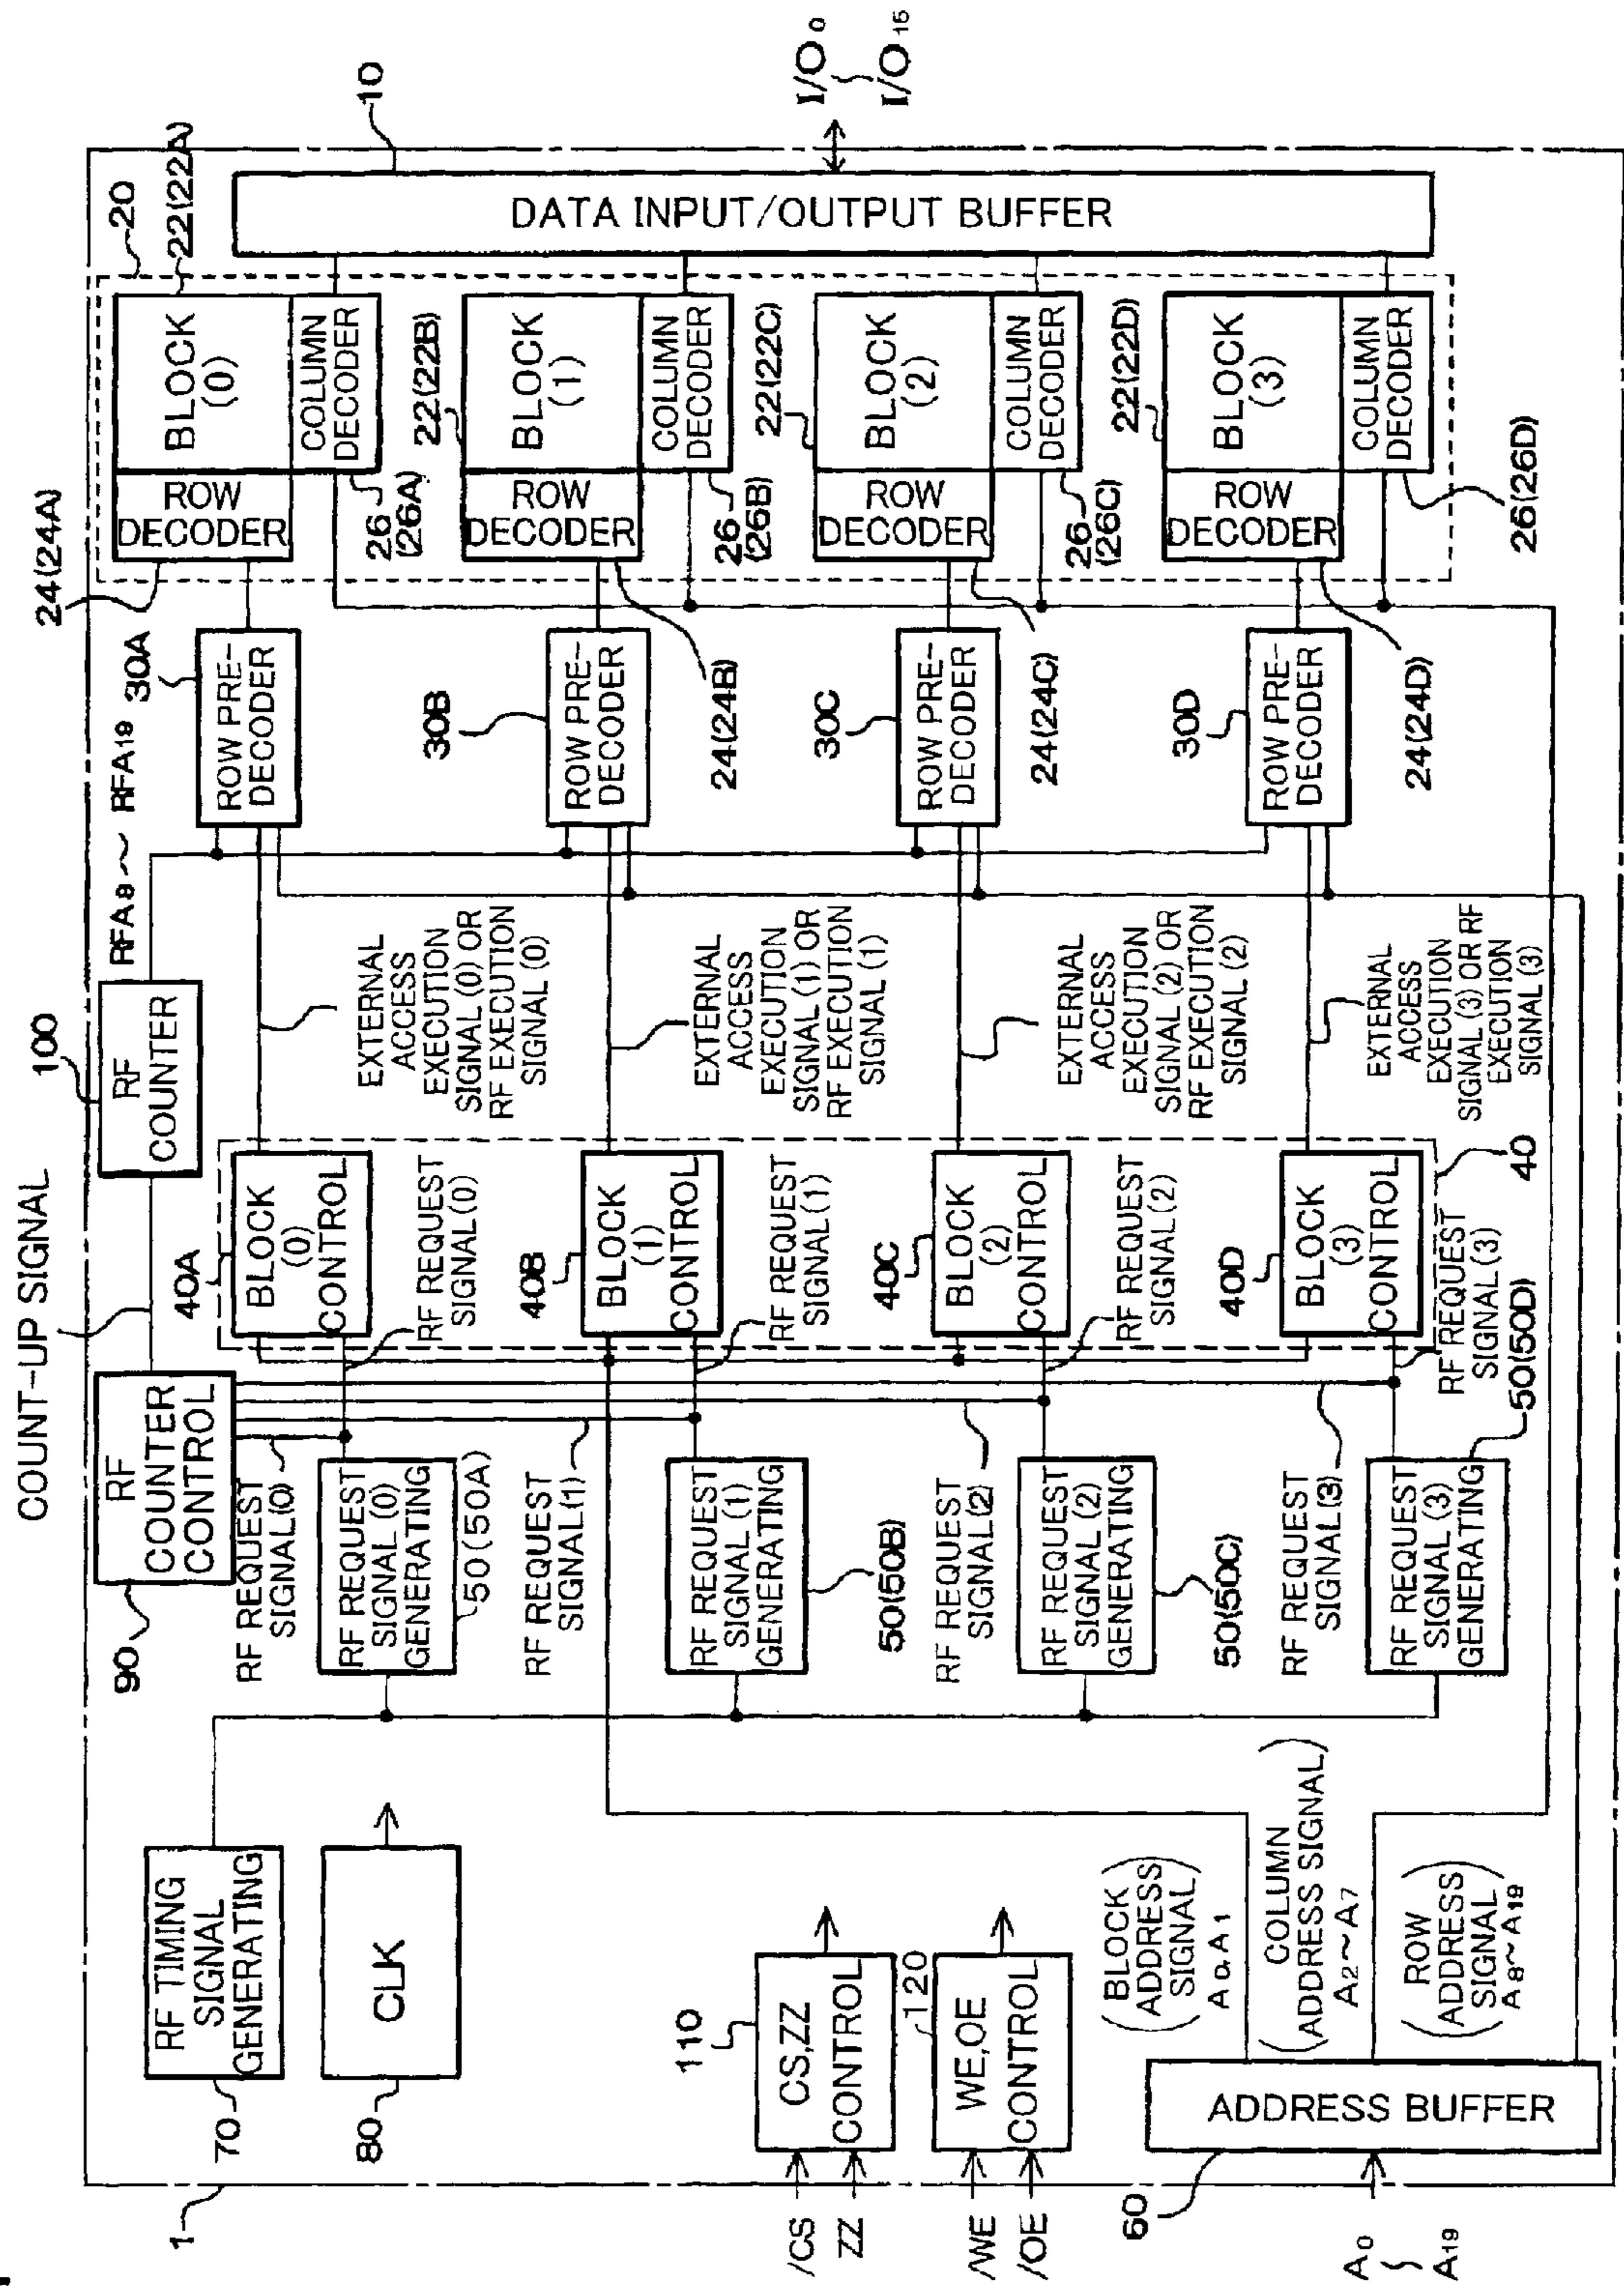 COUNT-UP SIGNAL
100
90
RF
COUNTER
CONTROL
RF
COUNTER
RFA8 ~ RFA19
1
70
RF TIMING
SIGNAL
GENERATING
80
CLK
RF REQUEST
SIGNAL(0)
RF REQUEST
SIGNAL (0)
GENERATING
50 (50A)
RF REQUEST
SIGNAL(1)
RF REQUEST
SIGNAL (1)
GENERATING
50(50B)
RF REQUEST
SIGNAL(2)
RF REQUEST
SIGNAL (2)
GENERATING
50(50C)
RF REQUEST
SIGNAL(3)
RF REQUEST
SIGNAL (3)
GENERATING
50(50D)
40A
BLOCK
(0)
CONTROL
RF REQUEST
SIGNAL(0)
40B
BLOCK
(1)
CONTROL
RF REQUEST
SIGNAL(1)
40C
BLOCK
(2)
CONTROL
RF REQUEST
SIGNAL(2)
40D
BLOCK
(3)
CONTROL
RF REQUEST
SIGNAL(3)
40
EXTERNAL
ACCESS
EXECUTION
SIGNAL (0) OR
RF EXECUTION
SIGNAL (0)
EXTERNAL
ACCESS
EXECUTION
SIGNAL (1) OR
RF EXECUTION
SIGNAL (1)
EXTERNAL
ACCESS
EXECUTION
SIGNAL (2) OR
RF EXECUTION
SIGNAL (2)
EXTERNAL
ACCESS
EXECUTION
SIGNAL (3) OR RF
EXECUTION
SIGNAL (3)
30A
ROW PRE-
DECODER
30B
ROW PRE-
DECODER
30C
ROW PRE-
DECODER
30D
ROW PRE-
DECODER
24(24A)
ROW
DECODER
BLOCK
(0)
COLUMN
DECODER
26
(26A)
20
22(22A)
24(24B)
ROW
DECODER
22(22B)
BLOCK
(1)
COLUMN
DECODER
26
(26B)
24(24C)
ROW
DECODER
22(22C)
BLOCK
(2)
COLUMN
DECODER
26
(26C)
24(24D)
ROW
DECODER
22(22D)
BLOCK
(3)
COLUMN
DECODER
26(26D)
10
DATA INPUT/OUTPUT BUFFER
I/O0
~
I/O15
110
/CS
ZZ
CS,ZZ
CONTROL
120
/WE
/OE
WE,OE
CONTROL
60
A0
~
A19
ADDRESS BUFFER
(BLOCK
ADDRESS
SIGNAL)
A0, A1
(COLUMN
ADDRESS SIGNAL)
A2~A7
(ROW
ADDRESS
SIGNAL)
A8~A19